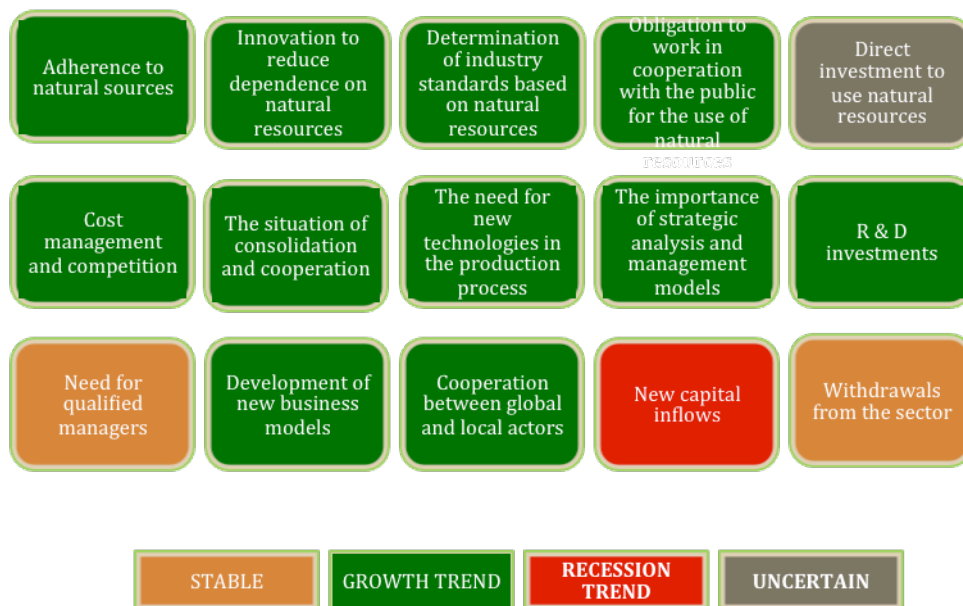 Adherence to
natural sources
Innovation to
reduce
dependence on
natural
resources
Determination
of industry
standards based
on natural
resources
Obligation to
work in
cooperation
with the public
for the use of
natural
resources
Direct
investment to
use natural
resources
Cost
management
and competition
The situation of
consolidation
and cooperation
The need for
new
technologies in
the production
process
The importance
of strategic
analysis and
management
models
R & D
investments
Need for
qualified
managers
Development of
new business
models
Cooperation
between global
and local actors
New capital
inflows
Withdrawals
from the sector
STABLE
GROWTH TREND
RECESSION
TREND
UNCERTAIN